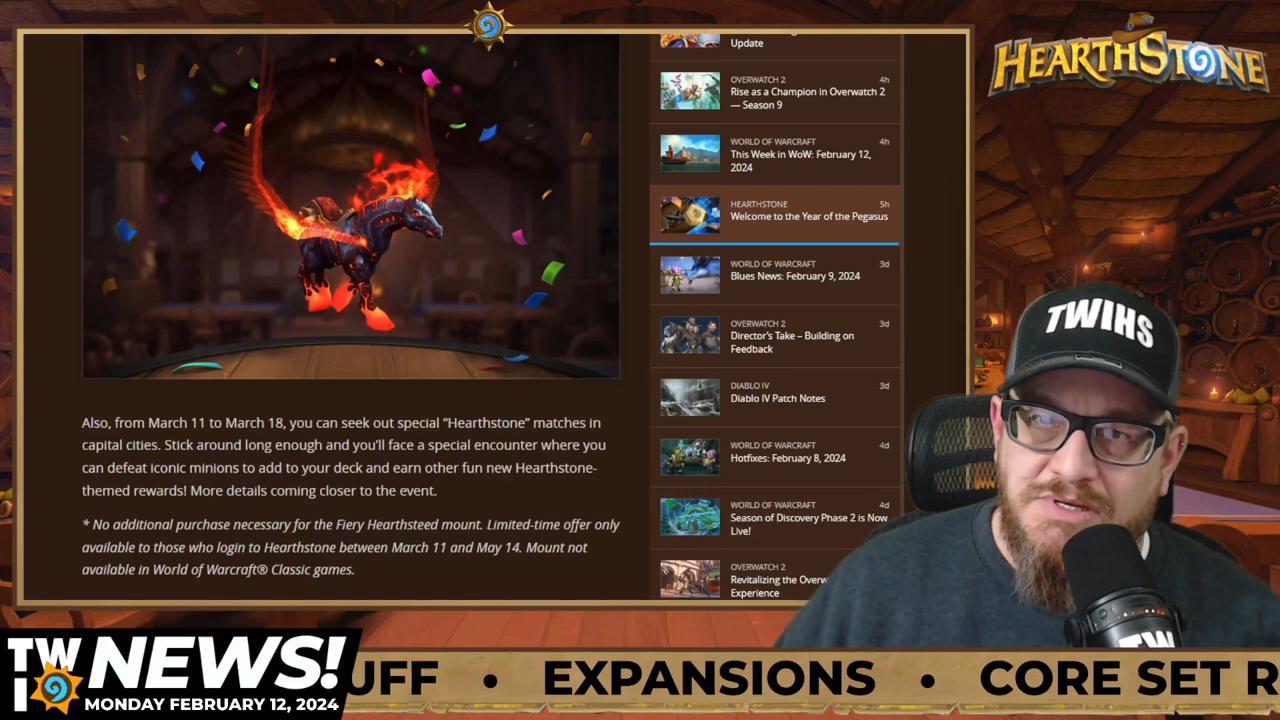 Update
OVERWATCH 2 4h
Rise as a Champion in Overwatch 2
— Season 9
WORLD OF WARCRAFT 4h
This Week in WoW: February 12,
2024
HEARTHSTONE 5h
Welcome to the Year of the Pegasus
WORLD OF WARCRAFT 3d
Blues News: February 9, 2024
OVERWATCH 2 3d
Director's Take – Building on
Feedback
DIABLO IV 3d
Diablo IV Patch Notes
WORLD OF WARCRAFT 4d
Hotfixes: February 8, 2024
WORLD OF WARCRAFT 4d
Season of Discovery Phase 2 is Now
Live!
OVERWATCH 2
Revitalizing the Overw
Experience
Also, from March 11 to March 18, you can seek out special "Hearthstone" matches in
capital cities. Stick around long enough and you'll face a special encounter where you
can defeat iconic minions to add to your deck and earn other fun new Hearthstone-
themed rewards! More details coming closer to the event.
* No additional purchase necessary for the Fiery Hearthsteed mount. Limited-time offer only
available to those who login to Hearthstone between March 11 and May 14. Mount not
available in World of Warcraft® Classic games.
HEARTHSTONE
TWIHS
TW
TW
NEWS!
MONDAY FEBRUARY 12, 2024
UFF • EXPANSIONS • CORE SET R